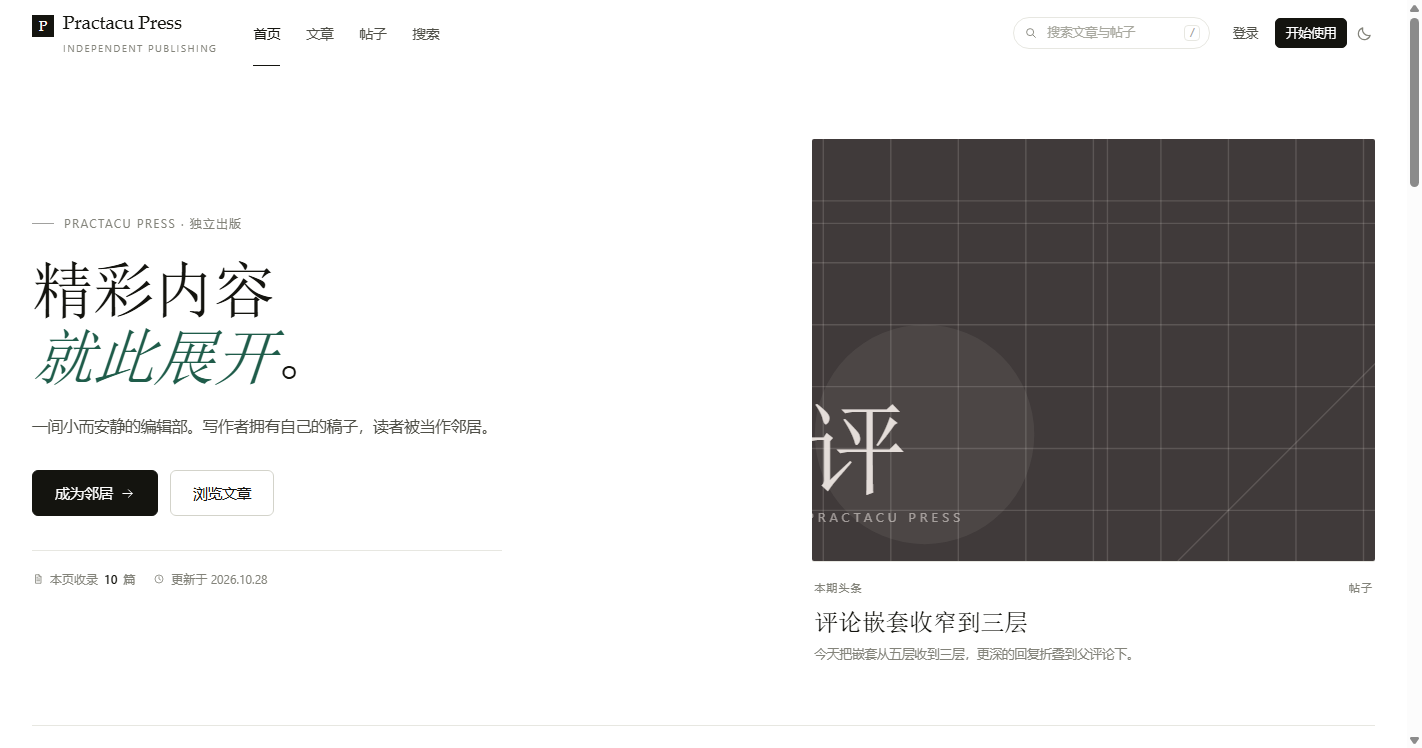 P Practacu Press
INDEPENDENT PUBLISHING
首页 文章 帖子 搜索
搜索文章与帖子 /
登录
开始使用
PRACTACU PRESS · 独立出版
精彩内容
就此展开。
一间小而安静的编辑部。写作者拥有自己的稿子，读者被当作邻居。
成为邻居 →
浏览文章
本页收录 10 篇 更新于 2026.10.28
评
PRACTACU PRESS
本期头条 帖子
评论嵌套收窄到三层
今天把嵌套从五层收到三层，更深的回复折叠到父评论下。